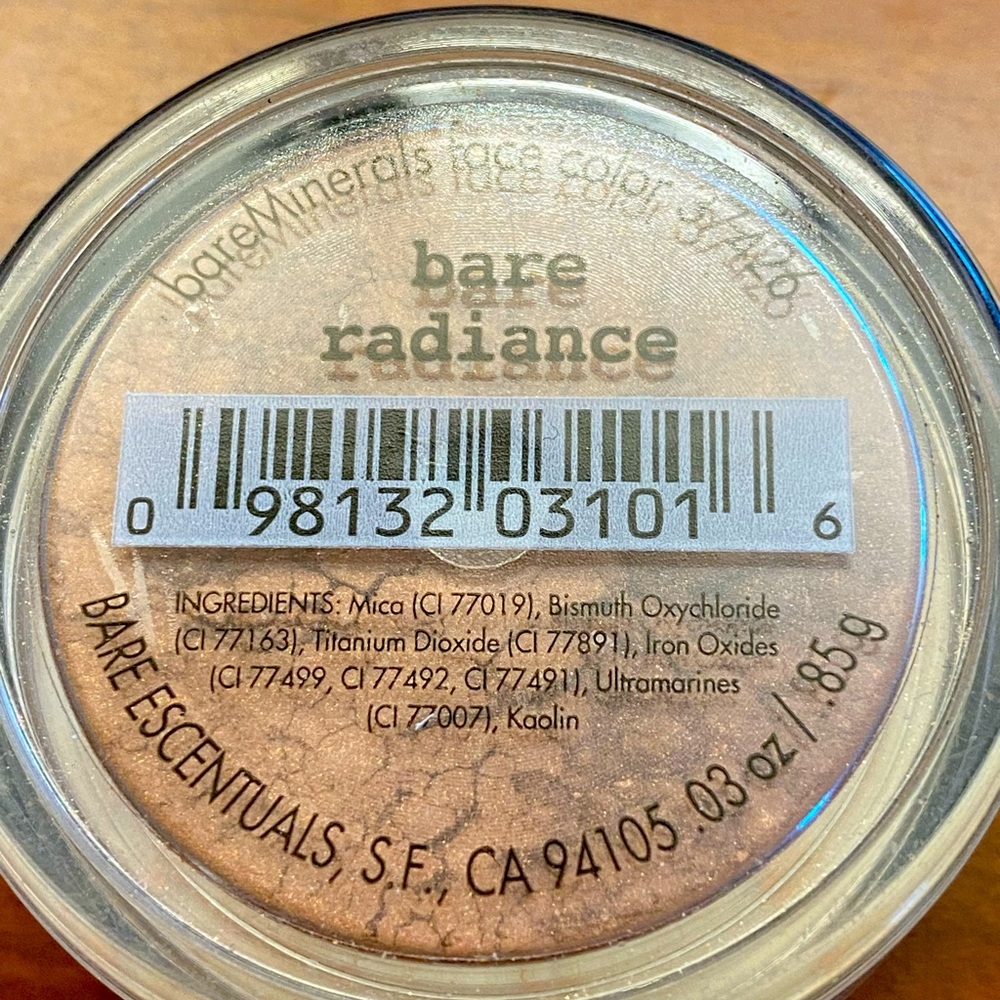 bareMinerals face color
bare
radiance
0 98132 03101 6
INGREDIENTS: Mica (CI 77019), Bismuth Oxychloride
(CI 77163), Titanium Dioxide (CI 77891), Iron Oxides
(CI 77499, CI 77492, CI 77491), Ultramarines
(CI 77007), Kaolin
BARE ESCENTUALS, S.F., CA 94105 .03 oz / .85 g